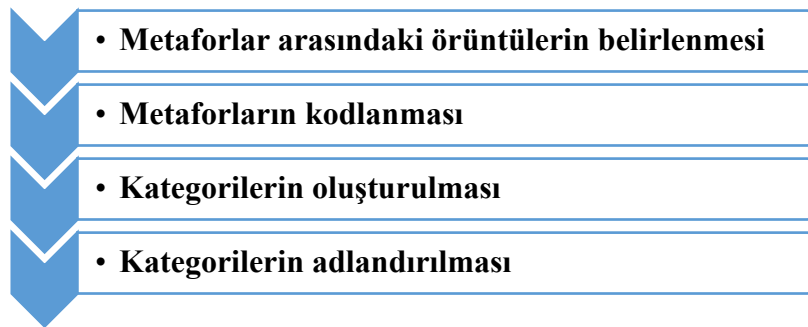 • Metaforlar arasındaki örüntülerin belirlenmesi
• Metaforların kodlanması
• Kategorilerin oluşturulması
• Kategorilerin adlandırılması